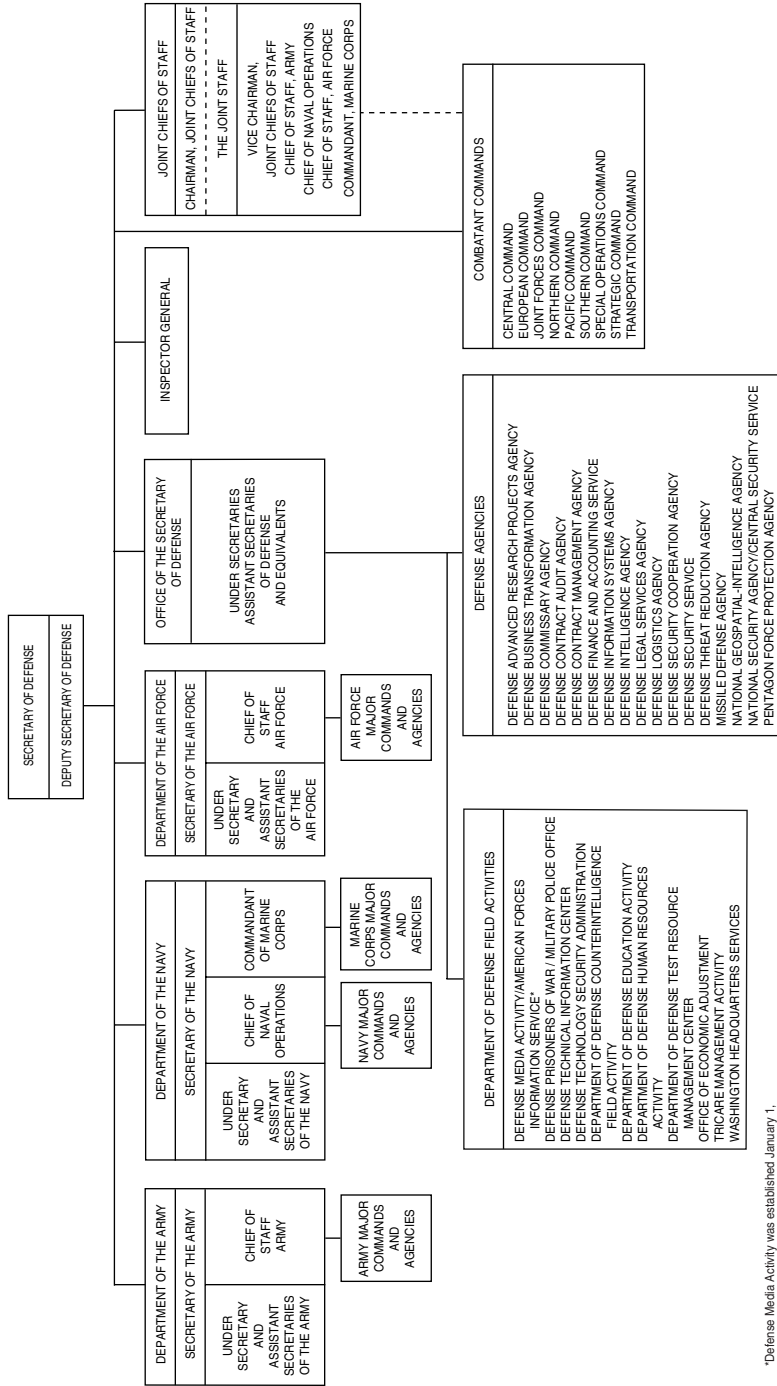 SECRETARY OF DEFENSE
DEPUTY SECRETARY OF DEFENSE
DEPARTMENT OF THE ARMY
SECRETARY OF THE ARMY
UNDER
SECRETARY
AND
ASSISTANT
SECRETARIES
OF THE ARMY
CHIEF OF
STAFF
ARMY
ARMY MAJOR
COMMANDS
AND
AGENCIES
DEPARTMENT OF THE NAVY
SECRETARY OF THE NAVY
UNDER
SECRETARY
AND
ASSISTANT
SECRETARIES
OF THE NAVY
CHIEF OF
NAVAL
OPERATIONS
COMMANDANT
OF MARINE
CORPS
NAVY MAJOR
COMMANDS
AND
AGENCIES
MARINE
CORPS MAJOR
COMMANDS
AND
AGENCIES
DEPARTMENT OF THE AIR FORCE
SECRETARY OF THE AIR FORCE
UNDER
SECRETARY
AND
ASSISTANT
SECRETARIES
OF THE
AIR FORCE
CHIEF OF
STAFF
AIR FORCE
AIR FORCE
MAJOR
COMMANDS
AND
AGENCIES
OFFICE OF THE SECRETARY
OF DEFENSE
UNDER SECRETARIES
ASSISTANT SECRETARIES
OF DEFENSE
AND EQUIVALENTS
INSPECTOR GENERAL
JOINT CHIEFS OF STAFF
CHAIRMAN, JOINT CHIEFS OF STAFF
THE JOINT STAFF
VICE CHAIRMAN,
JOINT CHIEFS OF STAFF
CHIEF OF STAFF, ARMY
CHIEF OF NAVAL OPERATIONS
CHIEF OF STAFF, AIR FORCE
COMMANDANT, MARINE CORPS
DEPARTMENT OF DEFENSE FIELD ACTIVITIES
DEFENSE MEDIA ACTIVITY/AMERICAN FORCES
INFORMATION SERVICE*
DEFENSE PRISONERS OF WAR / MILITARY POLICE OFFICE
DEFENSE TECHNICAL INFORMATION CENTER
DEFENSE TECHNOLOGY SECURITY ADMINISTRATION
DEPARTMENT OF DEFENSE COUNTERINTELLIGENCE
FIELD ACTIVITY
DEPARTMENT OF DEFENSE EDUCATION ACTIVITY
DEPARTMENT OF DEFENSE HUMAN RESOURCES
ACTIVITY
DEPARTMENT OF DEFENSE TEST RESOURCE
MANAGEMENT CENTER
OFFICE OF ECONOMIC ADJUSTMENT
TRICARE MANAGEMENT ACTIVITY
WASHINGTON HEADQUARTERS SERVICES
DEFENSE AGENCIES
DEFENSE ADVANCED RESEARCH PROJECTS AGENCY
DEFENSE BUSINESS TRANSFORMATION AGENCY
DEFENSE COMMISSARY AGENCY
DEFENSE CONTRACT AUDIT AGENCY
DEFENSE CONTRACT MANAGEMENT AGENCY
DEFENSE FINANCE AND ACCOUNTING SERVICE
DEFENSE INFORMATION SYSTEMS AGENCY
DEFENSE INTELLIGENCE AGENCY
DEFENSE LEGAL SERVICES AGENCY
DEFENSE LOGISTICS AGENCY
DEFENSE SECURITY COOPERATION AGENCY
DEFENSE SECURITY SERVICE
DEFENSE THREAT REDUCTION AGENCY
MISSILE DEFENSE AGENCY
NATIONAL GEOSPATIAL-INTELLIGENCE AGENCY
NATIONAL SECURITY AGENCY/CENTRAL SECURITY SERVICE
PENTAGON FORCE PROTECTION AGENCY
COMBATANT COMMANDS
CENTRAL COMMAND
EUROPEAN COMMAND
JOINT FORCES COMMAND
NORTHERN COMMAND
PACIFIC COMMAND
SOUTHERN COMMAND
SPECIAL OPERATIONS COMMAND
STRATEGIC COMMAND
TRANSPORTATION COMMAND
*Defense Media Activity was established January 1,